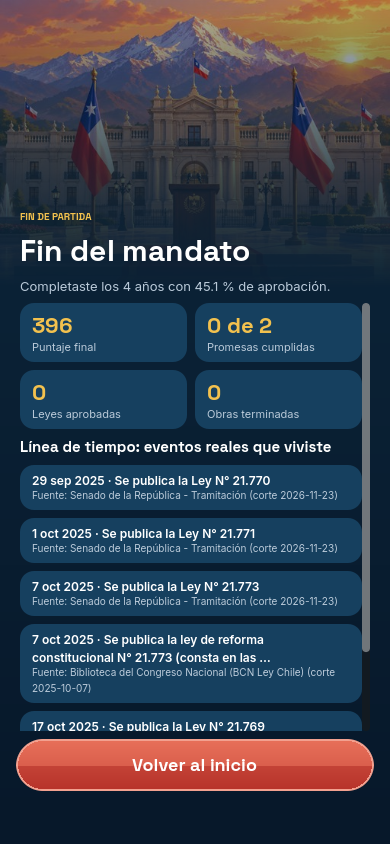 FIN DE PARTIDA
Fin del mandato
Completaste los 4 años con 45.1 % de aprobación.
396
Puntaje final
0 de 2
Promesas cumplidas
0
Leyes aprobadas
0
Obras terminadas
Línea de tiempo: eventos reales que viviste
29 sep 2025 · Se publica la Ley N° 21.770
Fuente: Senado de la República - Tramitación (corte 2026-11-23)
1 oct 2025 · Se publica la Ley N° 21.771
Fuente: Senado de la República - Tramitación (corte 2026-11-23)
7 oct 2025 · Se publica la Ley N° 21.773
Fuente: Senado de la República - Tramitación (corte 2026-11-23)
7 oct 2025 · Se publica la ley de reforma
constitucional N° 21.773 (consta en las ...
Fuente: Biblioteca del Congreso Nacional (BCN Ley Chile) (corte
2025-10-07)
17 oct 2025 · Se publica la Ley N° 21.769
Volver al inicio